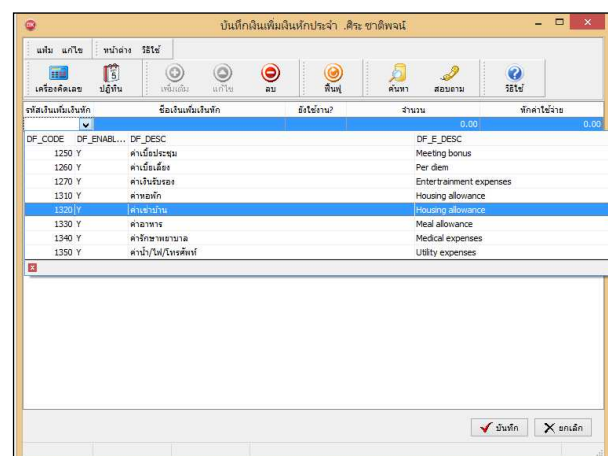 บันทึกเงินเพิ่มเงินหักประจำ .ศิระ ชาติพจน์
แฟ้ม แก้ไข หน้าต่าง วิธีใช้
เครื่องคิดเลข ปฏิทิน เพิ่มเติม แก้ไข ลบ ฟื้นฟู ค้นหา สอบถาม วิธีใช้
รหัสเงินเพิ่มเงินหัก ชื่อเงินเพิ่มเงินหัก ยังใช้งาน? จำนวน หักค่าใช้จ่าย
0.00 0.00
DF_CODE DF_ENABL... DF_DESC DF_E_DESC
1250 Y ค่าเบี้ยประชุม Meeting bonus
1260 Y ค่าเบี้ยเลี้ยง Per diem
1270 Y ค่าเงินรับรอง Entertrainment expenses
1310 Y ค่าหอพัก Housing allowance
1320 Y ค่าเช่าบ้าน Housing allowance
1330 Y ค่าอาหาร Meal allowance
1340 Y ค่ารักษาพยาบาล Medical expenses
1350 Y ค่าน้ำ/ไฟ/โทรศัพท์ Utility expenses
บันทึก ยกเลิก